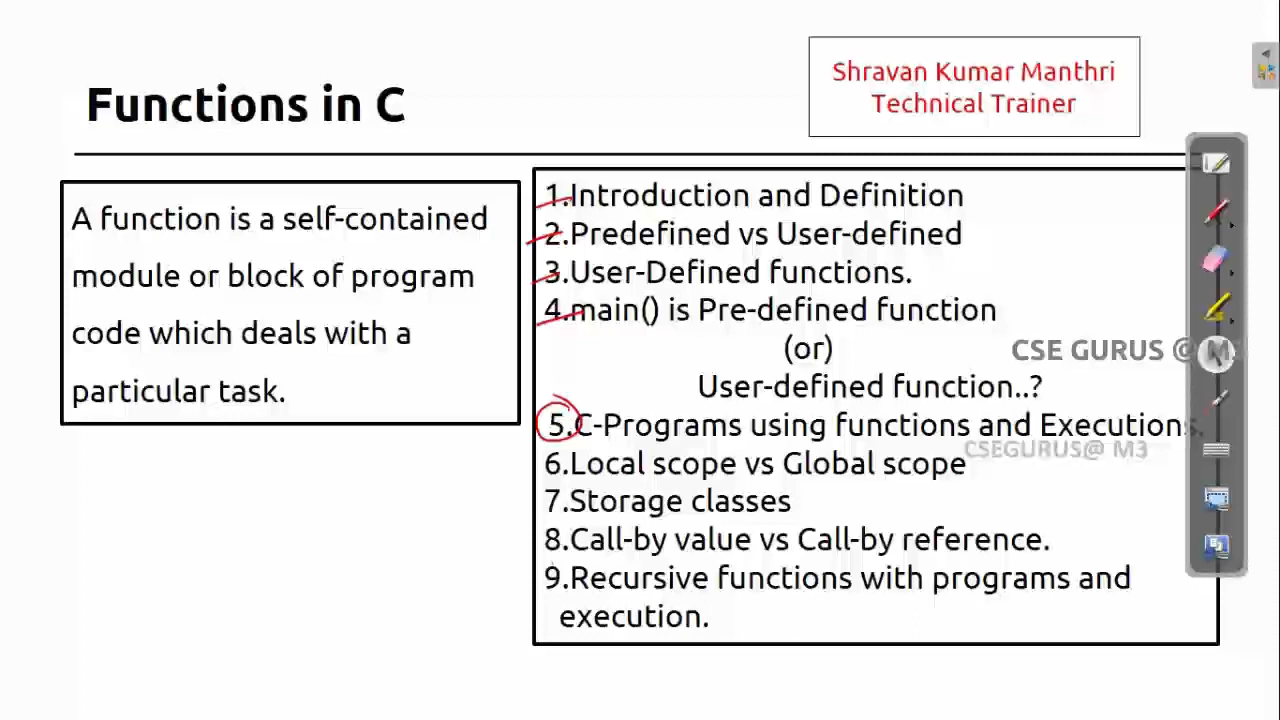 Shravan Kumar Manthri
Technical Trainer
Functions in C
A function is a self-contained
module or block of program
code which deals with a
particular task.
1.Introduction and Definition
2.Predefined vs User-defined
3.User-Defined functions.
4.main() is Pre-defined function
(or)
User-defined function..?
5.C-Programs using functions and Executions.
6.Local scope vs Global scope
7.Storage classes
8.Call-by value vs Call-by reference.
9.Recursive functions with programs and
execution.
CSE GURUS @ M3
CSEGURUS@ M3